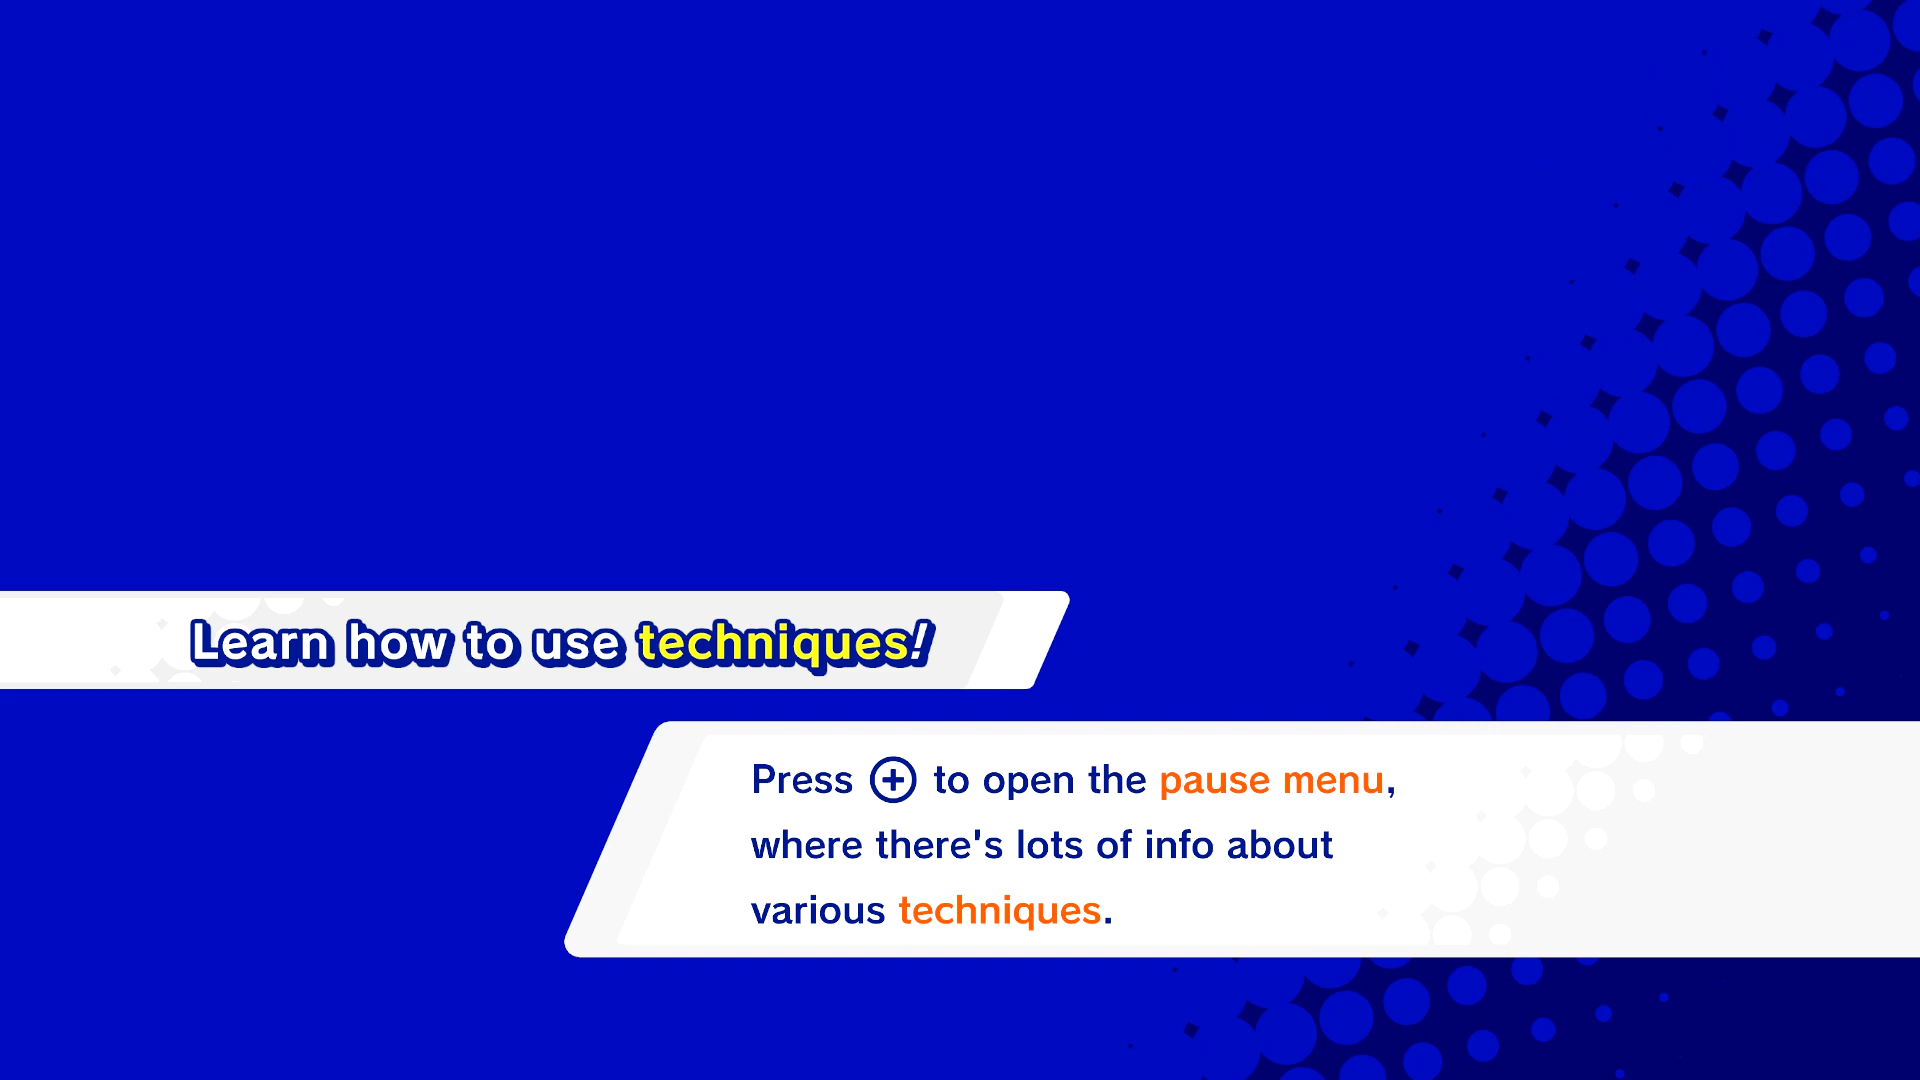 Learn how to use techniques!
Press ⊕ to open the pause menu,
where there's lots of info about
various techniques.